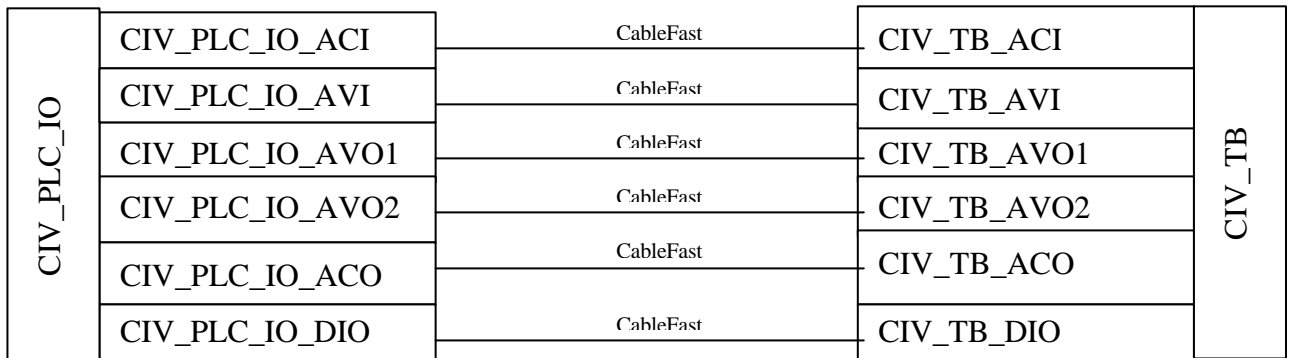 CIV_PLC_IO
CIV_PLC_IO_ACI
CableFast
CIV_TB_ACI
CIV_PLC_IO_AVI
CableFast
CIV_TB_AVI
CIV_PLC_IO_AVO1
CableFast
CIV_TB_AVO1
CIV_PLC_IO_AVO2
CableFast
CIV_TB_AVO2
CIV_PLC_IO_ACO
CableFast
CIV_TB_ACO
CIV_PLC_IO_DIO
CableFast
CIV_TB_DIO
CIV_TB